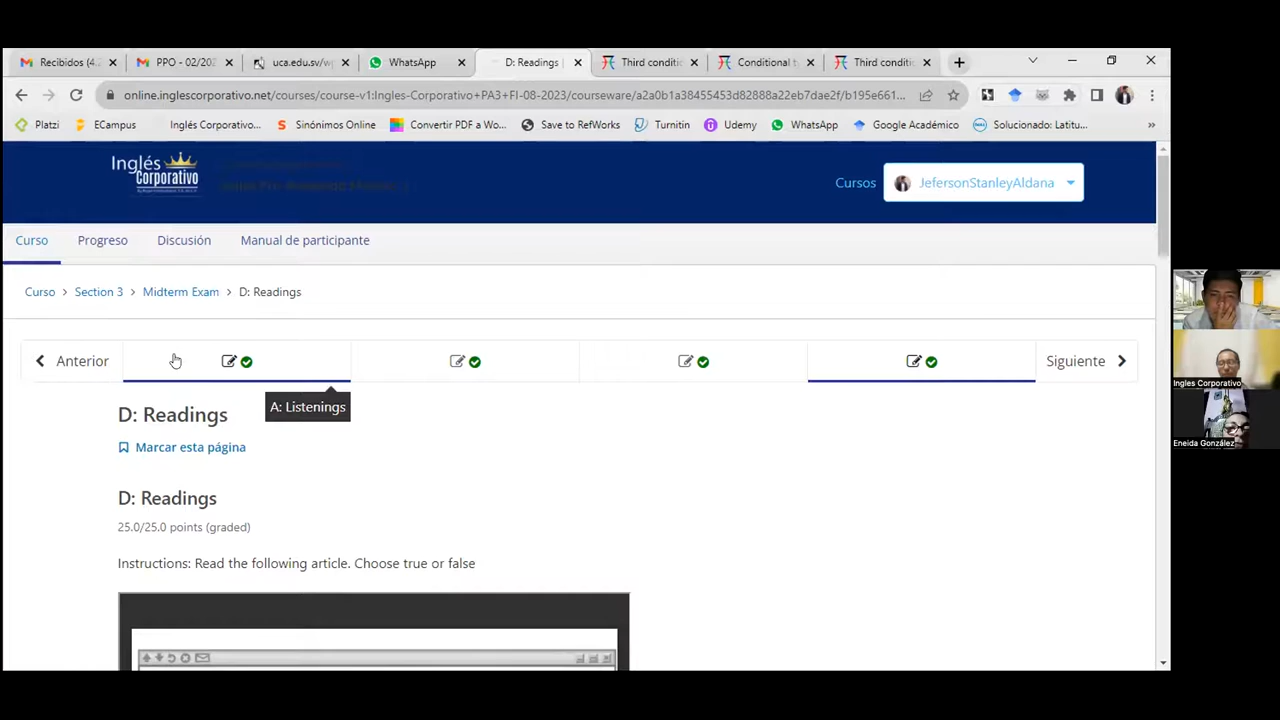 Recibidos (4.
PPO - 02/202
uca.edu.sv/w
WhatsApp
D: Readings |
Third conditi
Conditional t
Third conditi
online.inglescorporativo.net/courses/course-v1:Ingles-Corporativo+PA3+FI-08-2023/courseware/a2a0b1a38455453d82888a22eb7dae2f/b195e661...
Platzi
ECampus
Inglés Corporativo...
Sinónimos Online
Convertir PDF a Wo...
Save to RefWorks
Turnitin
Udemy
WhatsApp
Google Académico
Solucionado: Latitu...
»
Inglés
Corporativo
Cursos
JefersonStanleyAldana
Curso
Progreso
Discusión
Manual de participante
Curso > Section 3 > Midterm Exam > D: Readings
Anterior
Siguiente
A: Listenings
D: Readings
Marcar esta página
D: Readings
25.0/25.0 points (graded)
Instructions: Read the following article. Choose true or false
Ingles Corporativo
Eneida González